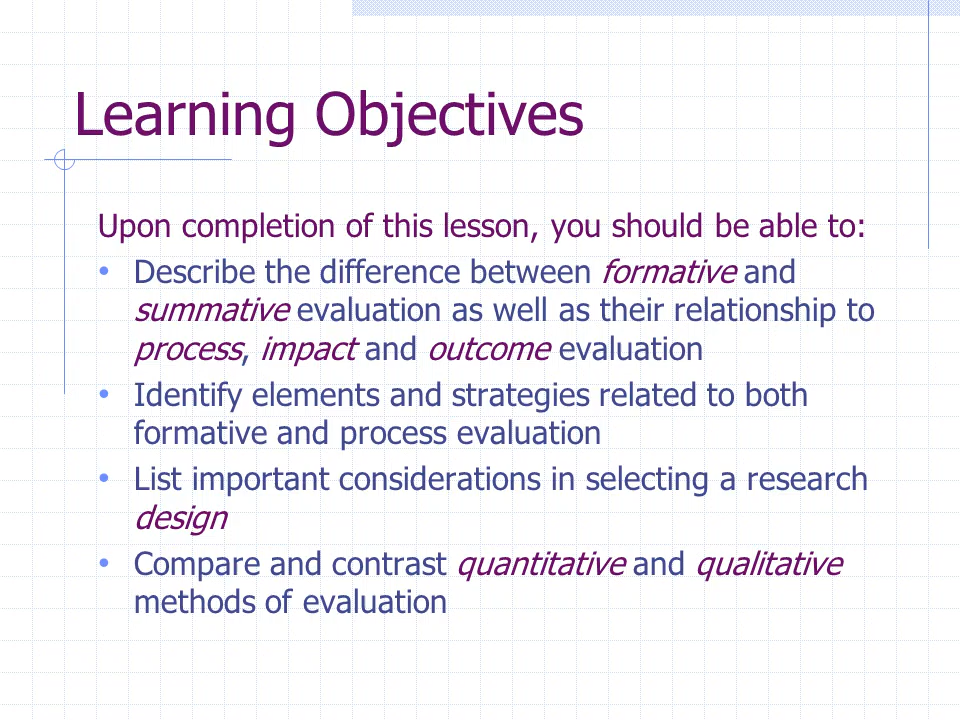 Learning Objectives
Upon completion of this lesson, you should be able to:
• Describe the difference between formative and
summative evaluation as well as their relationship to
process, impact and outcome evaluation
• Identify elements and strategies related to both
formative and process evaluation
• List important considerations in selecting a research
design
• Compare and contrast quantitative and qualitative
methods of evaluation